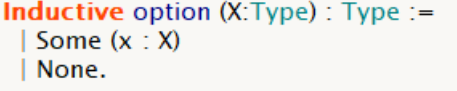 Inductive option (X:Type) : Type :=
| Some (x : X)
| None.